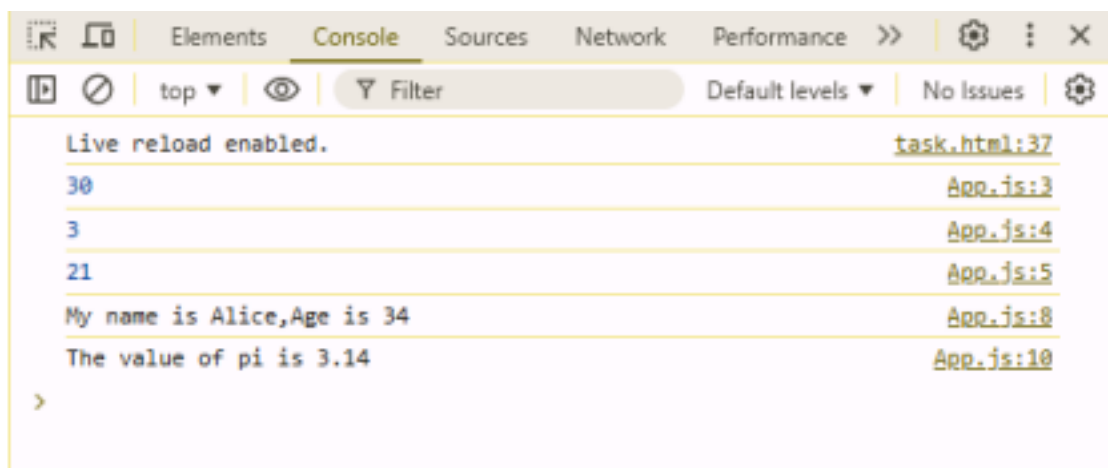 Elements Console Sources Network Performance
top Filter Default levels No Issues
Live reload enabled. task.html:37
30 App.js:3
3 App.js:4
21 App.js:5
My name is Alice,Age is 34 App.js:8
The value of pi is 3.14 App.js:10